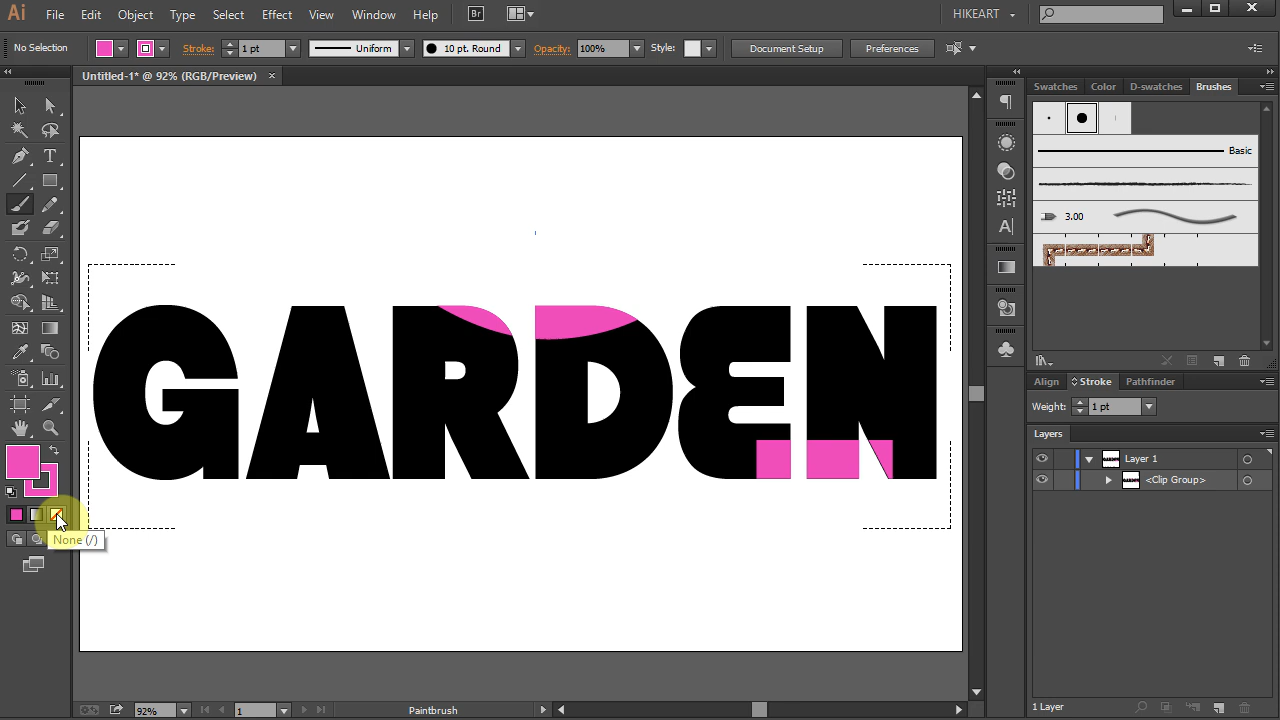 Ai File Edit Object Type Select Effect View Window Help Br HIKEART
No Selection Stroke: 1 pt Uniform 10 pt. Round Opacity: 100% Style: Document Setup Preferences
Untitled-1* @ 92% (RGB/Preview)
Swatches Color D-swatches Brushes
Basic
3.00
GARDEN
Align Stroke Pathfinder
Weight: 1 pt
Layers
Layer 1
<Clip Group>
None (/)
92% 1 Paintbrush
1 Layer